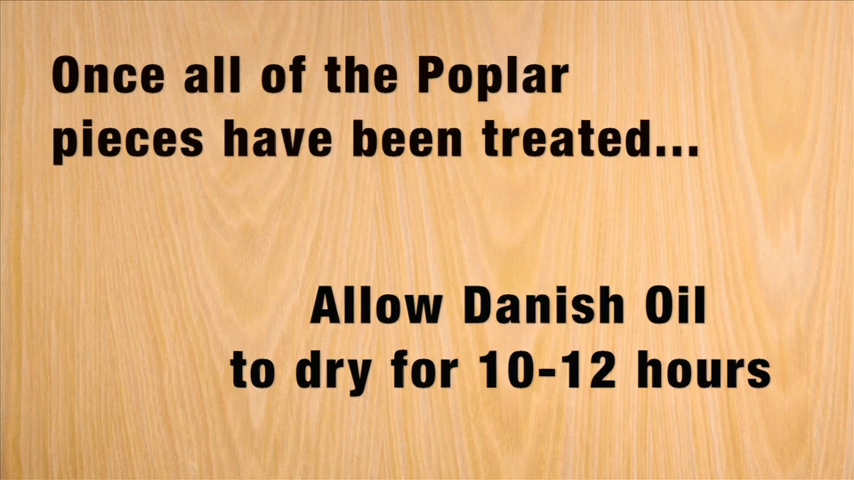 Once all of the Poplar
pieces have been treated...
Allow Danish Oil
to dry for 10-12 hours